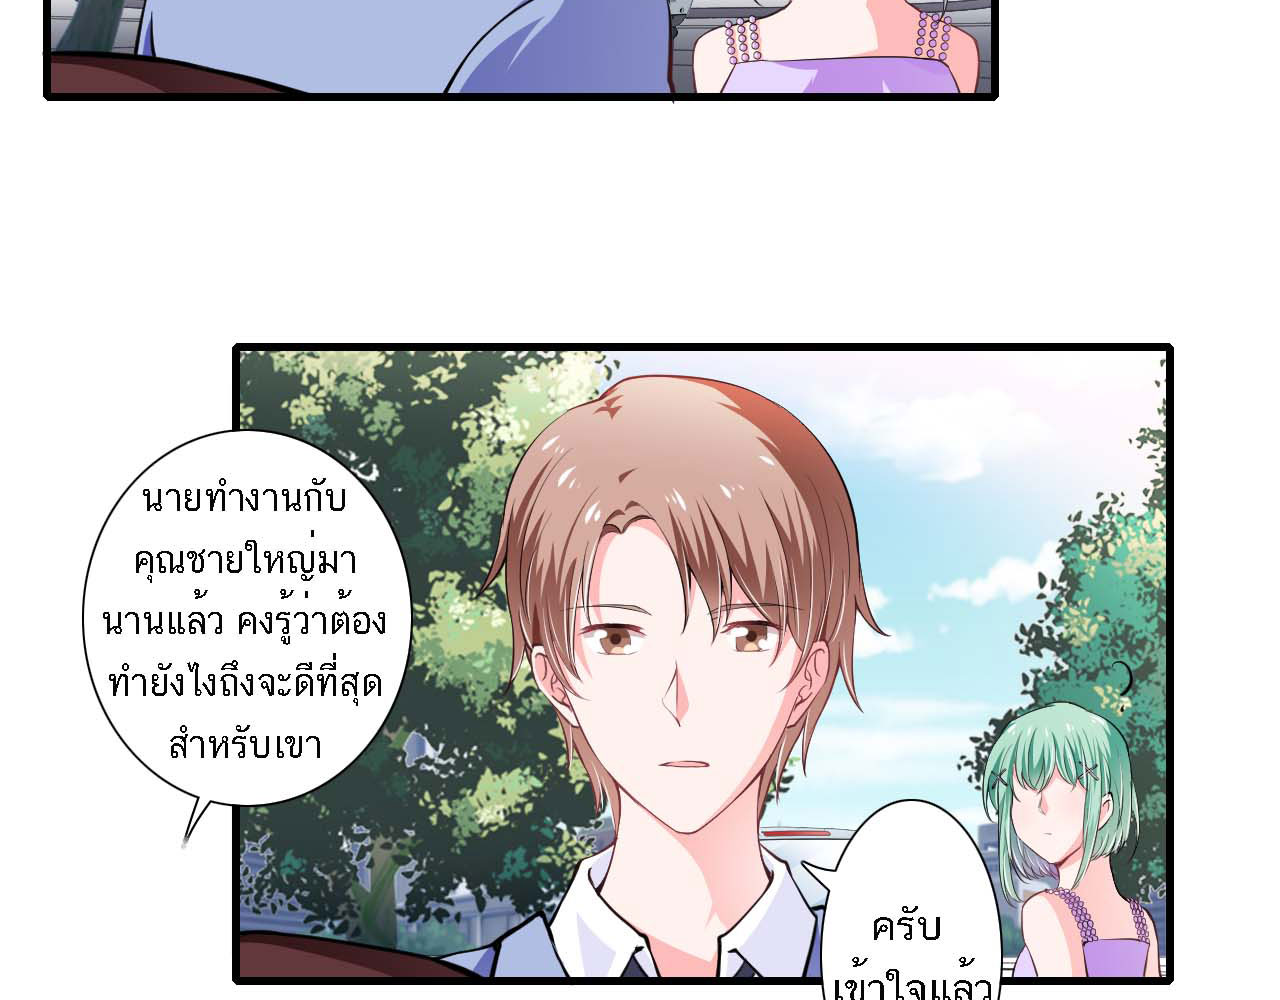 นายทำงานกับ
คุณชายใหญ่มา
นานแล้ว คงรู้ว่าต้อง
ทำยังไงถึงจะดีที่สุด
สำหรับเขา
?
ครับ
เข้าใจแล้ว